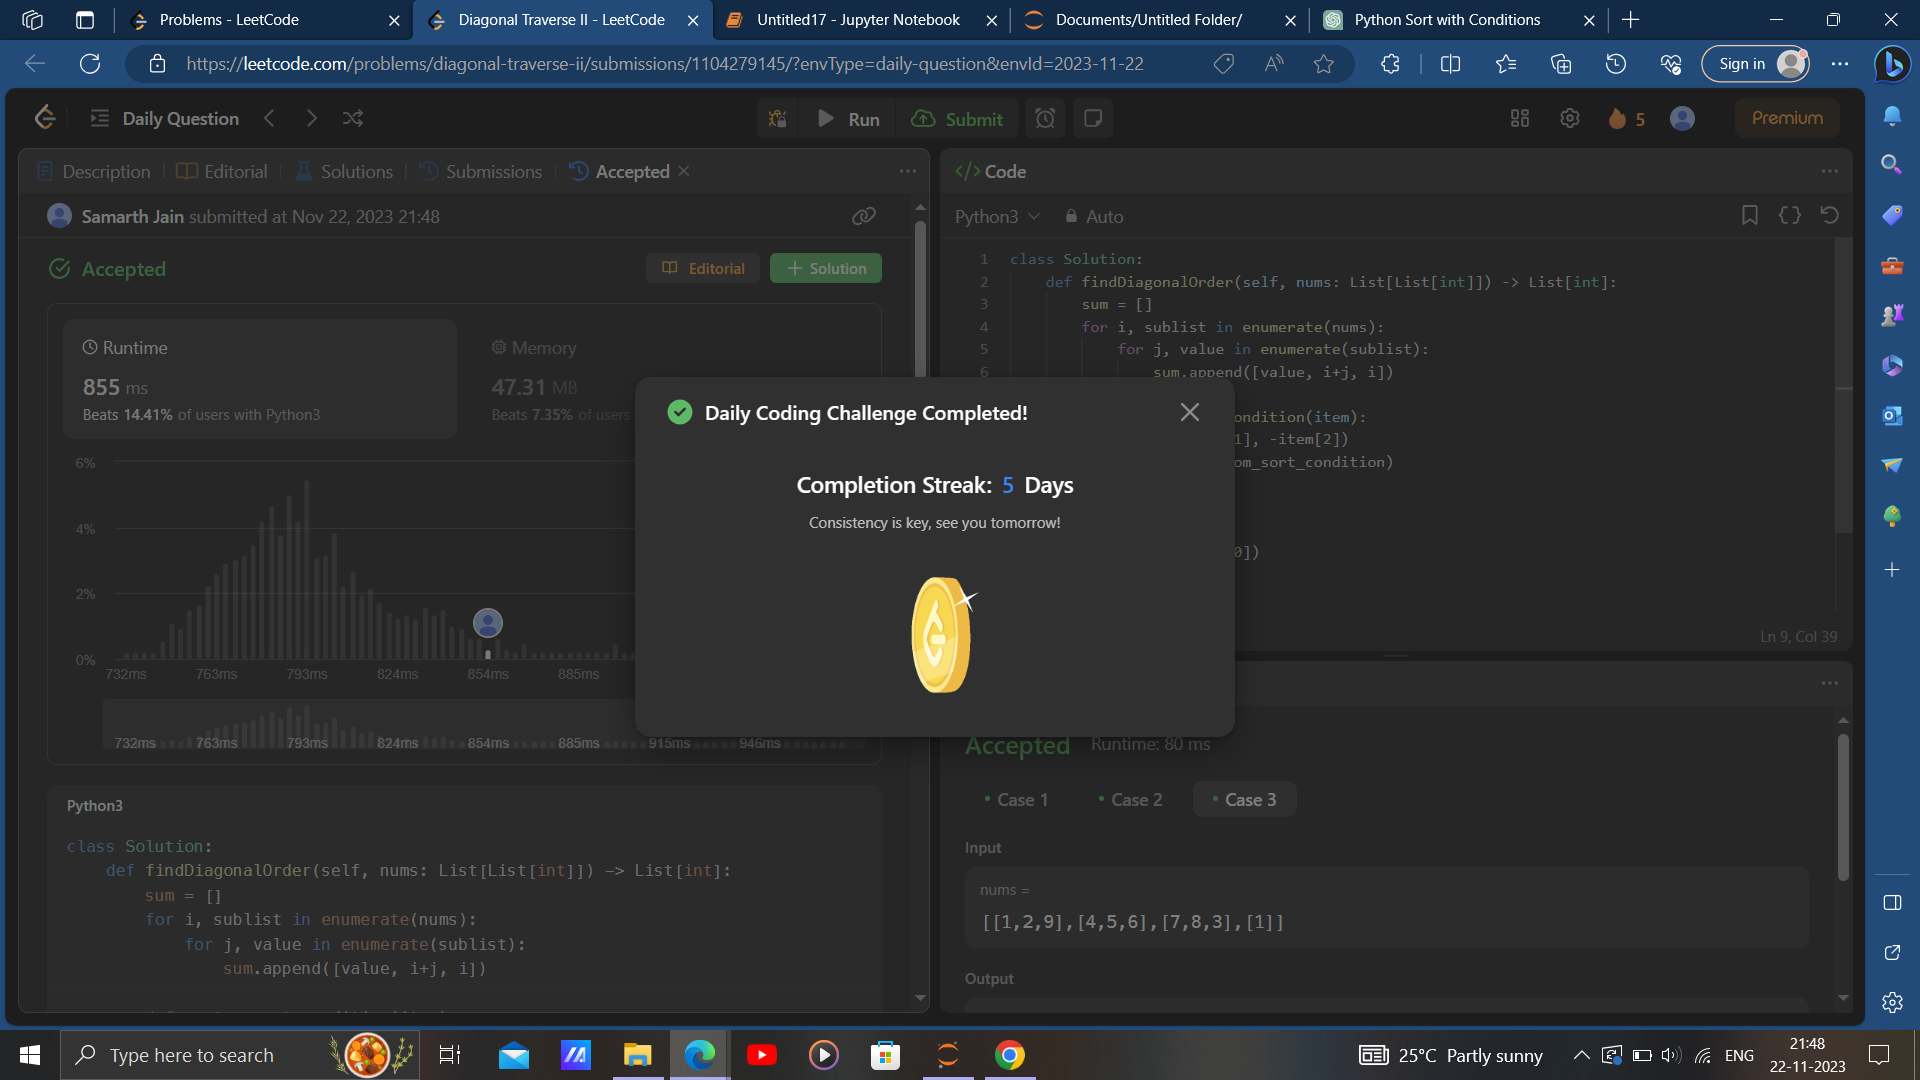 Problems - LeetCode
Diagonal Traverse II - LeetCode
Untitled17 - Jupyter Notebook
Documents/Untitled Folder/
Python Sort with Conditions
https://leetcode.com/problems/diagonal-traverse-ii/submissions/1104279145/?envType=daily-question&envId=2023-11-22
Sign in
Daily Question
Run
Submit
5
Premium
Description
Editorial
Solutions
Submissions
Accepted
Samarth Jain submitted at Nov 22, 2023 21:48
Accepted
Editorial
Solution
Runtime
855 ms
Beats 14.41% of users with Python3
Memory
47.31 MB
Beats 7.35% of users
6%
4%
2%
0%
732ms 763ms 793ms 824ms 854ms 885ms
732ms 763ms 793ms 824ms 854ms 885ms 915ms 946ms
Python3
class Solution:
def findDiagonalOrder(self, nums: List[List[int]]) -> List[int]:
sum = []
for i, sublist in enumerate(nums):
for j, value in enumerate(sublist):
sum.append([value, i+j, i])
</> Code
Python3
Auto
1 class Solution:
2 def findDiagonalOrder(self, nums: List[List[int]]) -> List[int]:
3 sum = []
4 for i, sublist in enumerate(nums):
5 for j, value in enumerate(sublist):
6 sum.append([value, i+j, i])
ondition(item):
1], -item[2])
om_sort_condition)
0])
Ln 9, Col 39
Daily Coding Challenge Completed!
Completion Streak: 5 Days
Consistency is key, see you tomorrow!
Accepted
Runtime: 80 ms
Case 1
Case 2
Case 3
Input
nums =
[[1,2,9],[4,5,6],[7,8,3],[1]]
Output
Type here to search
25°C Partly sunny
ENG
21:48
22-11-2023